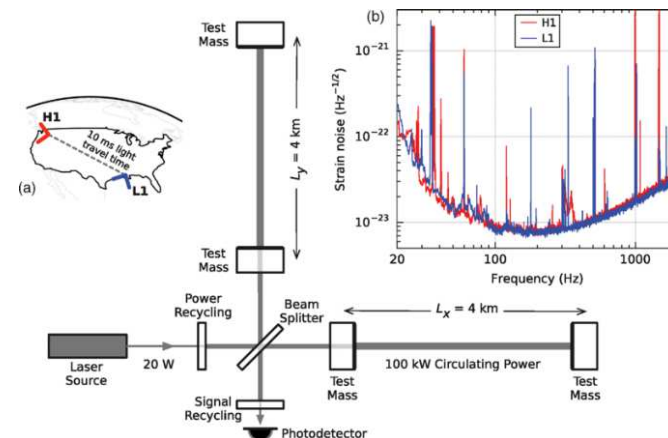 Test
Mass
H1
10 ms light
travel time
(a)
L1
Ly = 4 km
Test
Mass
Power
Recycling
Beam
Splitter
Lx = 4 km
20 W
Laser
Source
100 kW Circulating Power
Test
Mass
Test
Mass
Signal
Recycling
Photodetector
(b)
H1
L1
10⁻²¹
10⁻²²
10⁻²³
Strain noise (Hz⁻¹/²)
20
100
1000
Frequency (Hz)